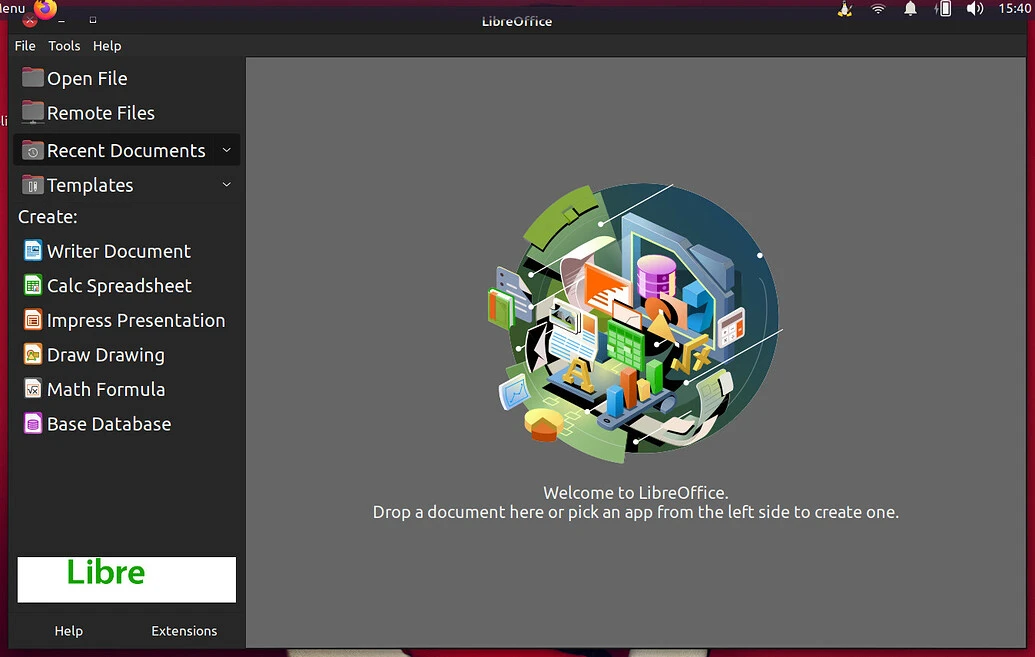 enu
LibreOffice
15:40
File Tools Help
Open File
Remote Files
li
Recent Documents
Templates
Create:
Writer Document
Calc Spreadsheet
Impress Presentation
Draw Drawing
Math Formula
Base Database
Welcome to LibreOffice.
Drop a document here or pick an app from the left side to create one.
Libre
Help Extensions